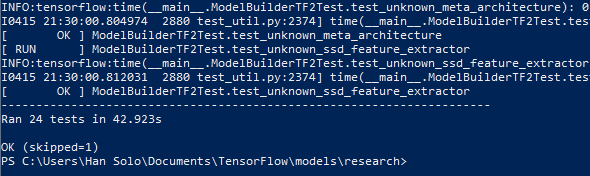 INFO:tensorflow:time(__main__.ModelBuilderTF2Test.test_unknown_meta_architecture): 0
I0415 21:30:00.804974  2880 test_util.py:2374] time(__main__.ModelBuilderTF2Test.tes
[       OK ] ModelBuilderTF2Test.test_unknown_meta_architecture
[ RUN      ] ModelBuilderTF2Test.test_unknown_ssd_feature_extractor
INFO:tensorflow:time(__main__.ModelBuilderTF2Test.test_unknown_ssd_feature_extractor
I0415 21:30:00.812031  2880 test_util.py:2374] time(__main__.ModelBuilderTF2Test.tes
[       OK ] ModelBuilderTF2Test.test_unknown_ssd_feature_extractor
----------------------------------------------------------------------
Ran 24 tests in 42.923s
OK (skipped=1)
PS C:\Users\Han Solo\Documents\TensorFlow\models\research>